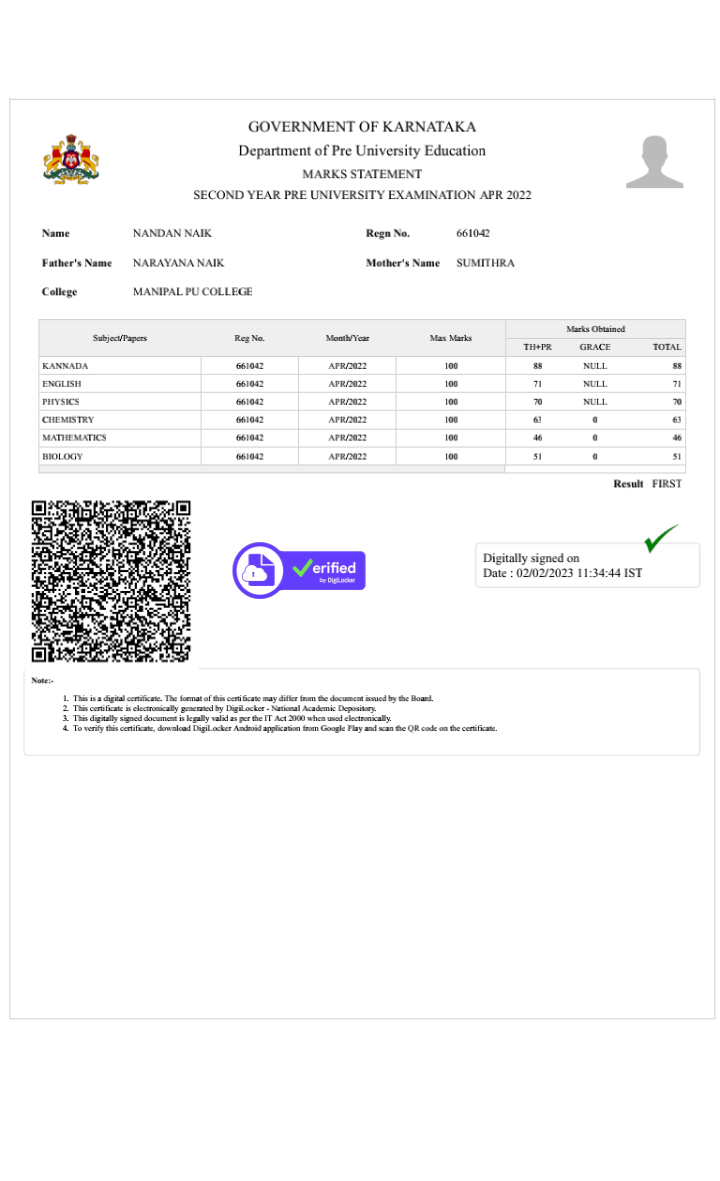 GOVERNMENT OF KARNATAKA
Department of Pre University Education
MARKS STATEMENT
SECOND YEAR PRE UNIVERSITY EXAMINATION APR 2022
Name NANDAN NAIK Regn No. 661042
Father's Name NARAYANA NAIK Mother's Name SUMITHRA
College MANIPAL PU COLLEGE
Subject/Papers Reg No. Month/Year Max Marks Marks Obtained
TH+PR GRACE TOTAL
KANNADA 661042 APR/2022 100 88 NULL 88
ENGLISH 661042 APR/2022 100 71 NULL 71
PHYSICS 661042 APR/2022 100 70 NULL 70
CHEMISTRY 661042 APR/2022 100 63 0 63
MATHEMATICS 661042 APR/2022 100 46 0 46
BIOLOGY 661042 APR/2022 100 51 0 51
Result FIRST
erified
by DigiLocker
Digitally signed on
Date : 02/02/2023 11:34:44 IST
Note:-
1. This is a digital certificate. The format of this certificate may differ from the document issued by the Board.
2. This certificate is electronically generated by DigiLocker - National Academic Depository.
3. This digitally signed document is legally valid as per the IT Act 2000 when used electronically.
4. To verify this certificate, download DigiLocker Android application from Google Play and scan the QR code on the certificate.